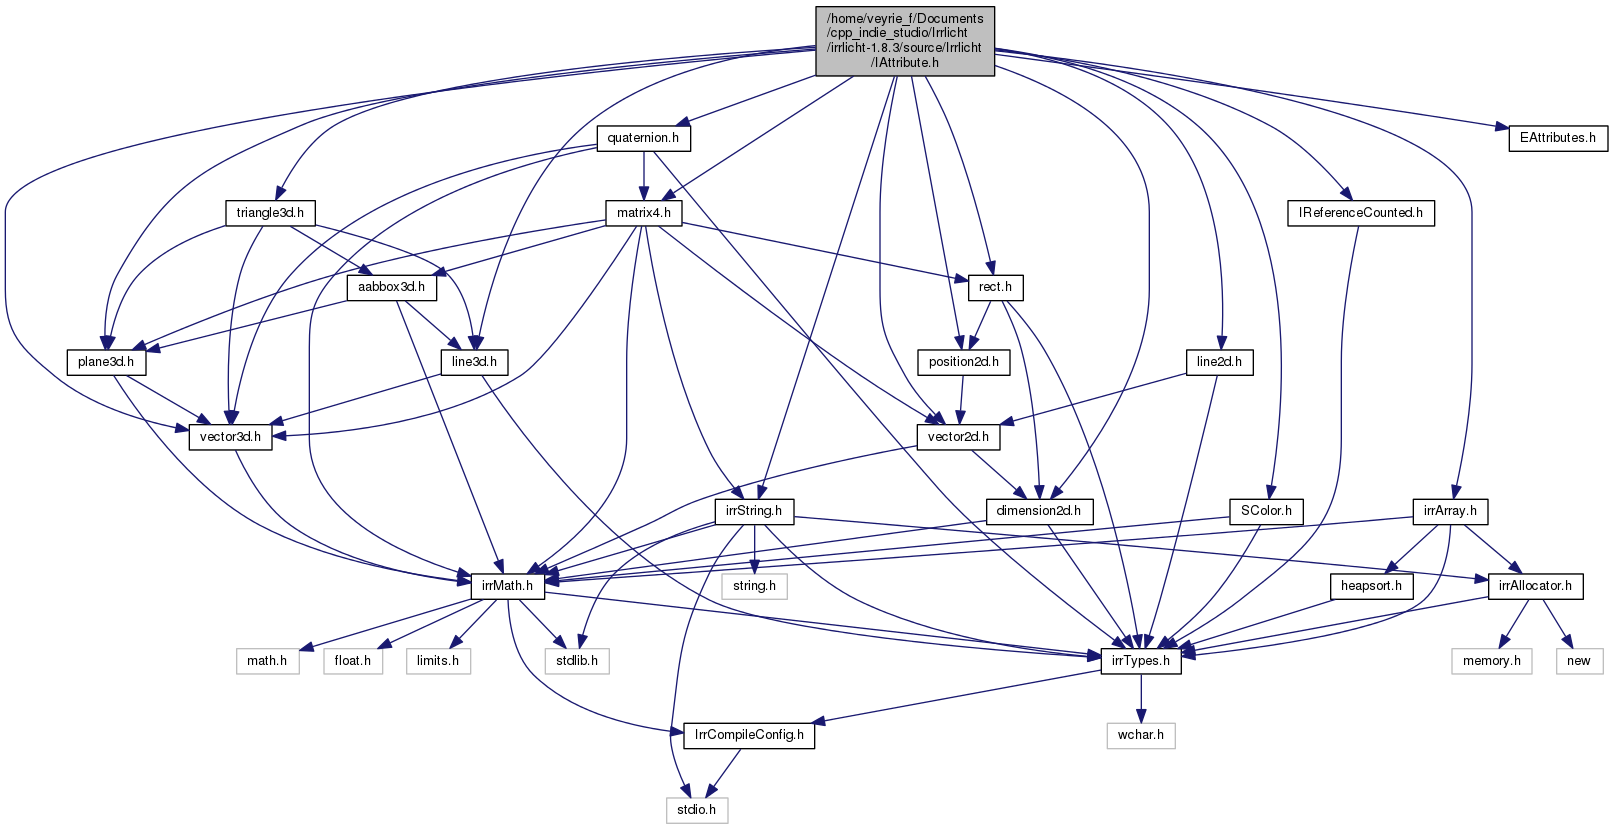 /home/veyrie_f/Documents
/cpp_indie_studio/Irrlicht
/irrlicht-1.8.3/source/Irrlicht
/IAttribute.h
quaternion.h
EAttributes.h
triangle3d.h
matrix4.h
IReferenceCounted.h
aabbox3d.h
rect.h
plane3d.h
line3d.h
position2d.h
line2d.h
vector3d.h
vector2d.h
irrString.h
dimension2d.h
SColor.h
irrArray.h
irrMath.h
string.h
heapsort.h
irrAllocator.h
math.h
float.h
limits.h
stdlib.h
irrTypes.h
memory.h
new
IrrCompileConfig.h
wchar.h
stdio.h